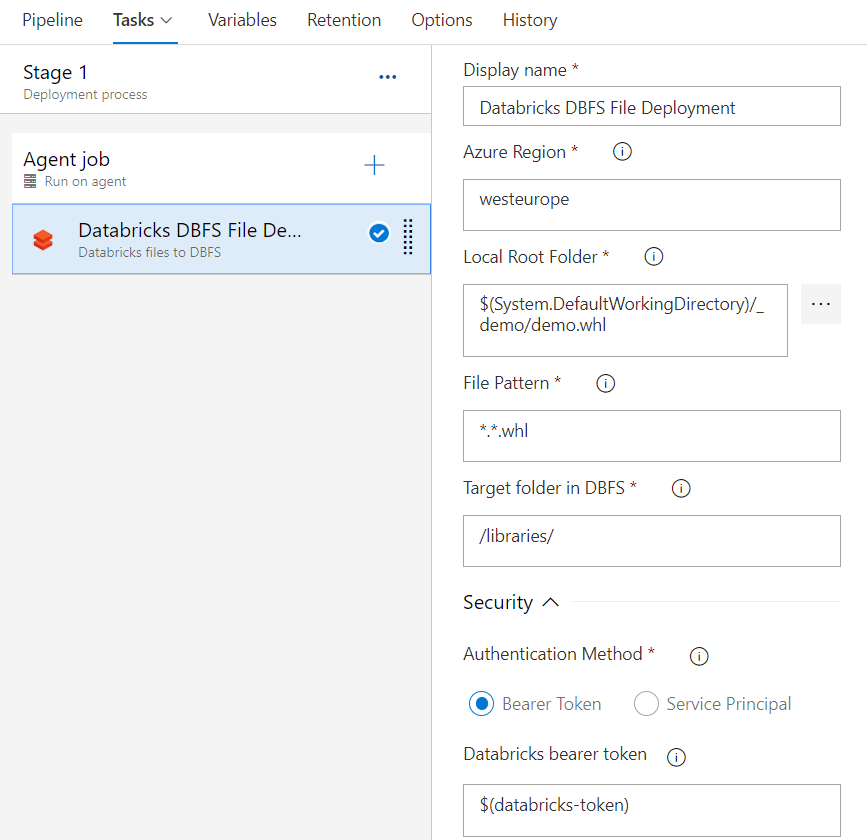 Pipeline Tasks Variables Retention Options History
Stage 1
Deployment process
Agent job
Run on agent
Databricks DBFS File De...
Databricks files to DBFS
Display name *
Databricks DBFS File Deployment
Azure Region *
westeurope
Local Root Folder *
$(System.DefaultWorkingDirectory)/_
demo/demo.whl
File Pattern *
*.*.whl
Target folder in DBFS *
/libraries/
Security
Authentication Method *
Bearer Token Service Principal
Databricks bearer token
$(databricks-token)